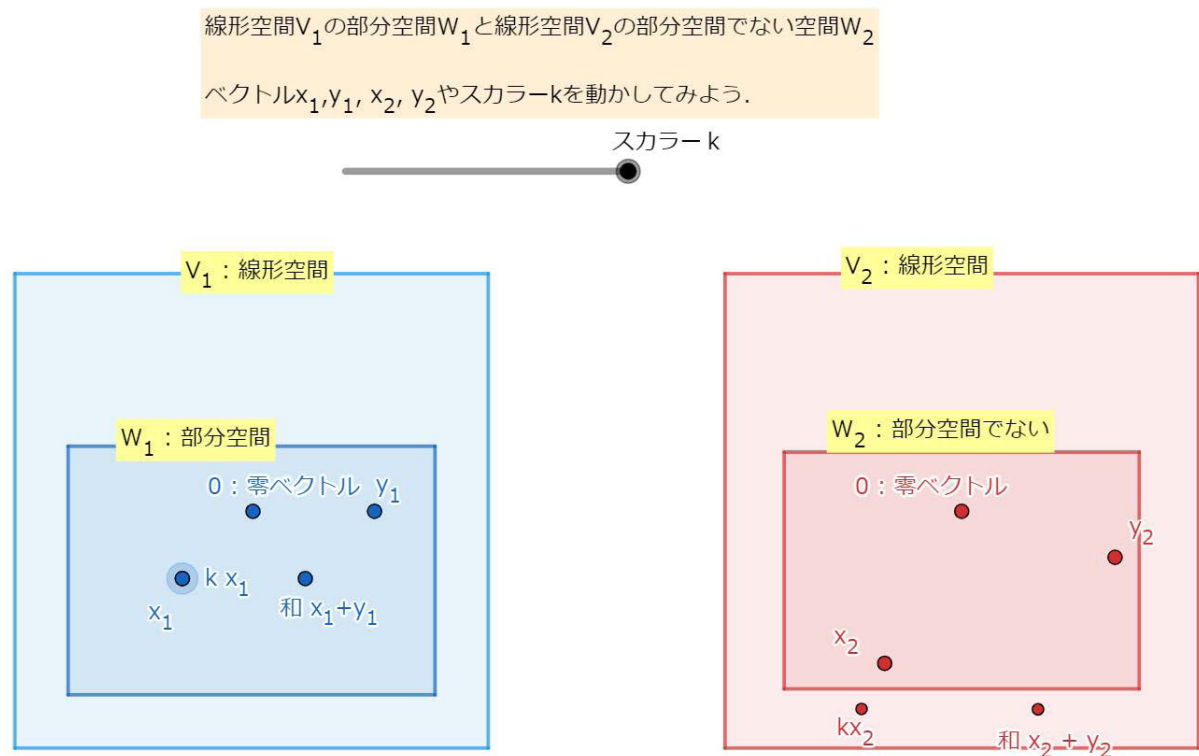 線形空間V₁の部分空間W₁と線形空間V₂の部分空間でない空間W₂
ベクトルx₁,y₁, x₂, y₂やスカラーkを動かしてみよう.
スカラー k
V₁：線形空間
W₁：部分空間
0：零ベクトル
y₁
k x₁
x₁
和 x₁+y₁
V₂：線形空間
W₂：部分空間でない
0：零ベクトル
y₂
x₂
kx₂
和 x₂ + y₂